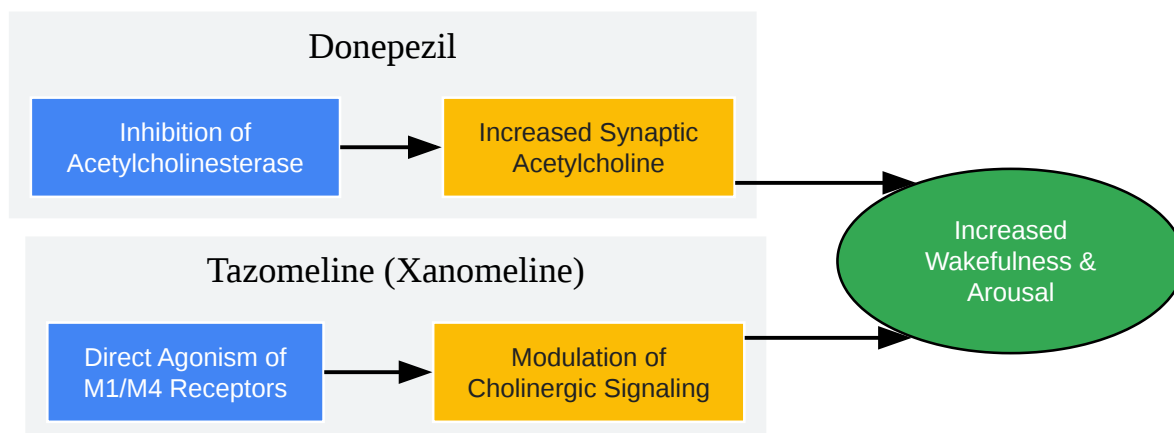 Donepezil
Inhibition of
Acetylcholinesterase
Increased Synaptic
Acetylcholine
Tazomeline (Xanomeline)
Direct Agonism of
M1/M4 Receptors
Modulation of
Cholinergic Signaling
Increased
Wakefulness &
Arousal